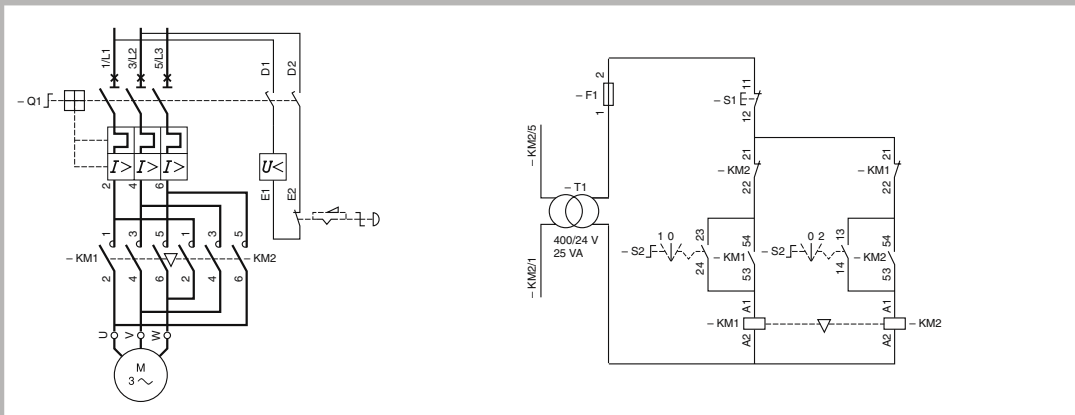 1/L1 3/L2 5/L3
D1 D2
– Q1
I> I> I> U<
2 4 6 E1 E2
1 3 5 1 3 5
– KM1 – KM2
2 4 6 2 4 6
U V W
M
3 ~
2
– F1
1
11
– S1
12
– KM2/5
– T1
400/24 V
25 VA
– KM2/1
21 21
– KM2 – KM1
22 22
1 0 23 54 0 2 13 54
– S2 – KM1 – S2 – KM2
24 53 14 53
A1 A1
– KM1 – KM2
A2 A2